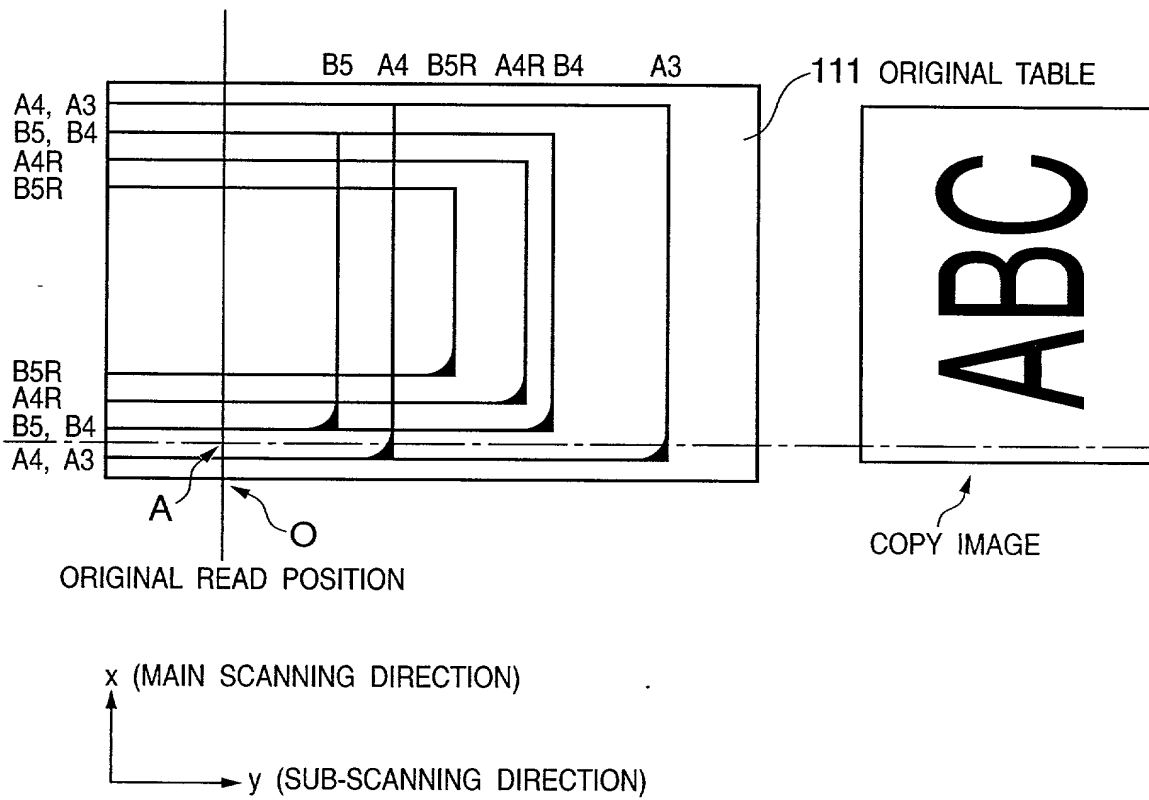 B5 A4 B5R A4R B4 A3
111 ORIGINAL TABLE
A4, A3
B5, B4
A4R
B5R
ABC
B5R
A4R
B5, B4
A4, A3
A
O
COPY IMAGE
ORIGINAL READ POSITION
x (MAIN SCANNING DIRECTION)
y (SUB-SCANNING DIRECTION)